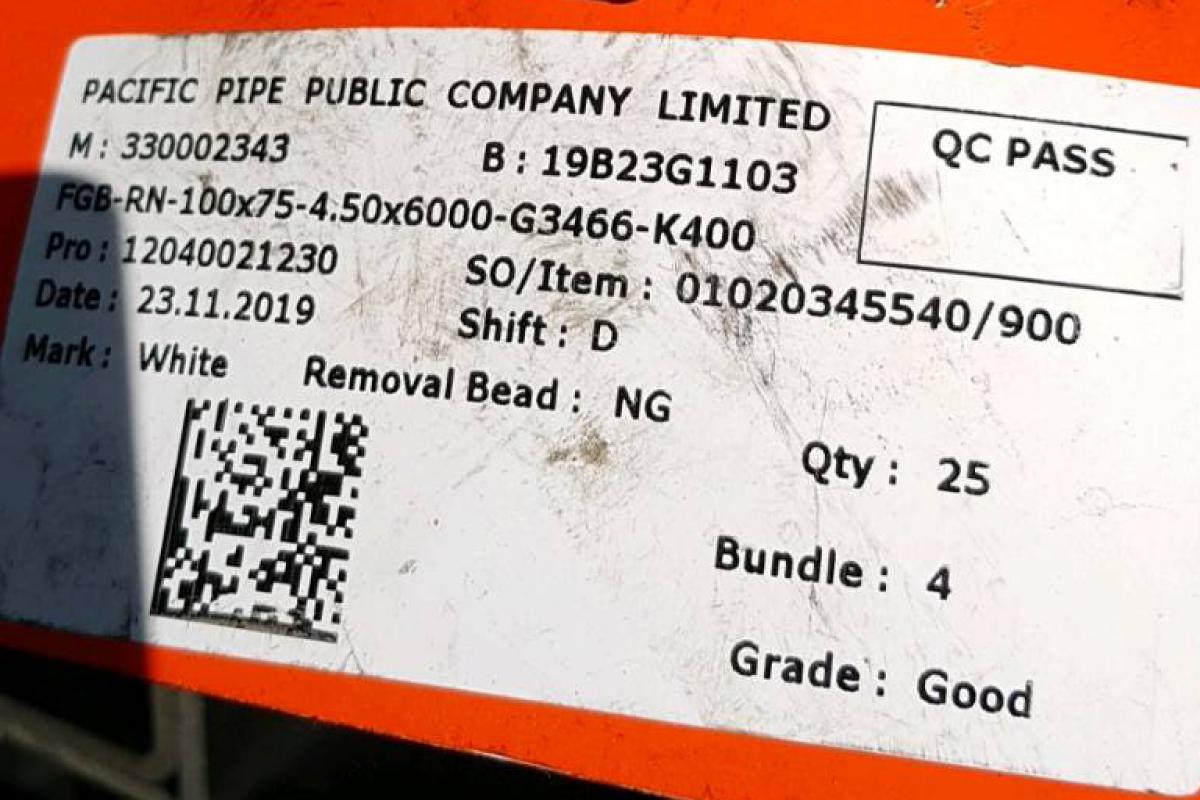 PACIFIC PIPE PUBLIC COMPANY LIMITED
QC PASS
M : 330002343 B : 19B23G1103
FGB-RN-100x75-4.50x6000-G3466-K400
Pro : 12040021230 SO/Item : 01020345540/900
Date : 23.11.2019 Shift : D
Mark : White Removal Bead : NG
Qty : 25
Bundle : 4
Grade : Good